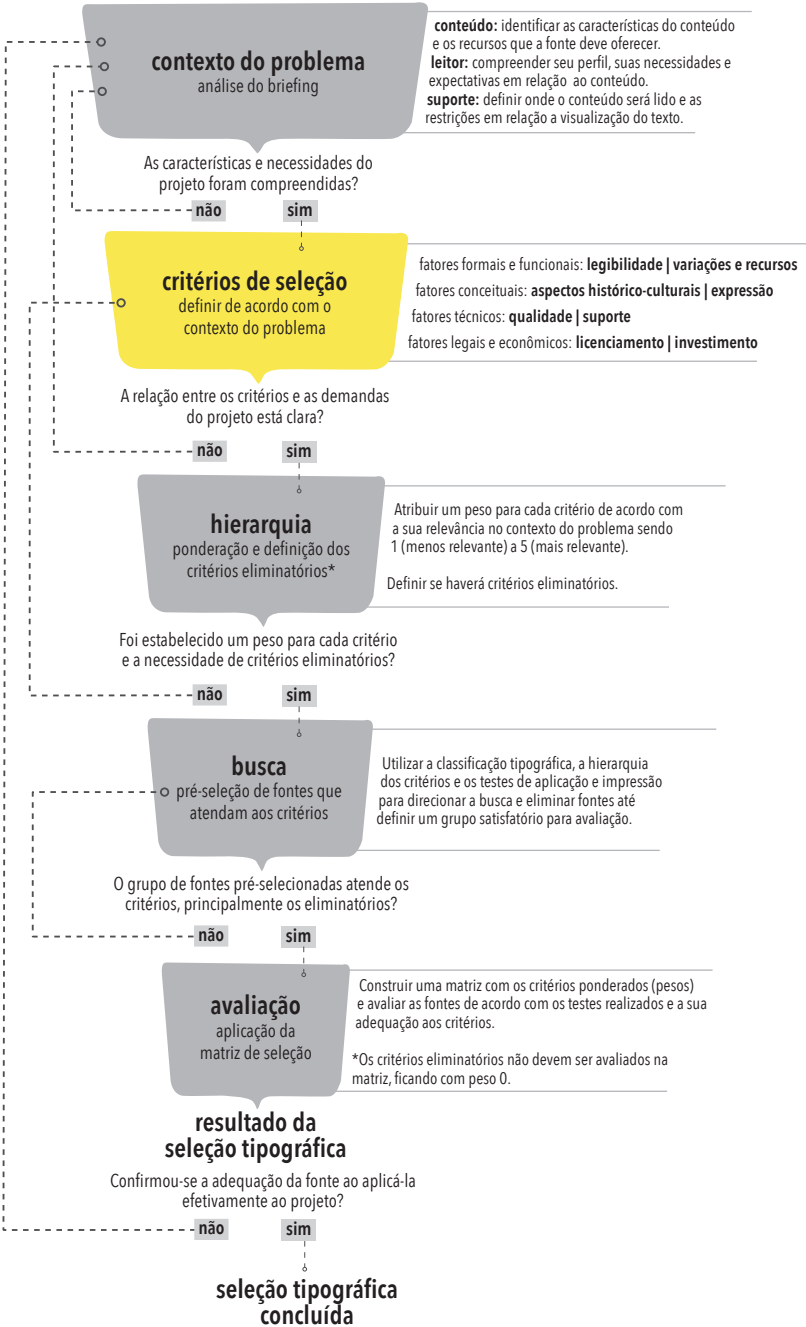 contexto do problema
análise do briefing
conteúdo: identificar as características do conteúdo
e os recursos que a fonte deve oferecer.
leitor: compreender seu perfil, suas necessidades e
expectativas em relação ao conteúdo.
suporte: definir onde o conteúdo será lido e as
restrições em relação a visualização do texto.
As características e necessidades do
projeto foram compreendidas?
não
sim
critérios de seleção
definir de acordo com o
contexto do problema
fatores formais e funcionais: legibilidade | variações e recursos
fatores conceituais: aspectos histórico-culturais | expressão
fatores técnicos: qualidade | suporte
fatores legais e econômicos: licenciamento | investimento
A relação entre os critérios e as demandas
do projeto está clara?
não
sim
hierarquia
ponderação e definição dos
critérios eliminatórios*
Atribuir um peso para cada critério de acordo com
a sua relevância no contexto do problema sendo
1 (menos relevante) a 5 (mais relevante).
Definir se haverá critérios eliminatórios.
Foi estabelecido um peso para cada critério
e a necessidade de critérios eliminatórios?
não
sim
busca
pré-seleção de fontes que
atendam aos critérios
Utilizar a classificação tipográfica, a hierarquia
dos critérios e os testes de aplicação e impressão
para direcionar a busca e eliminar fontes até
definir um grupo satisfatório para avaliação.
O grupo de fontes pré-selecionadas atende os
critérios, principalmente os eliminatórios?
não
sim
avaliação
aplicação da
matriz de seleção
Construir uma matriz com os critérios ponderados (pesos)
e avaliar as fontes de acordo com os testes realizados e a sua
adequação aos critérios.
*Os critérios eliminatórios não devem ser avaliados na
matriz, ficando com peso 0.
resultado da
seleção tipográfica
Confirmou-se a adequação da fonte ao aplicá-la
efetivamente ao projeto?
não
sim
seleção tipográfica
concluída